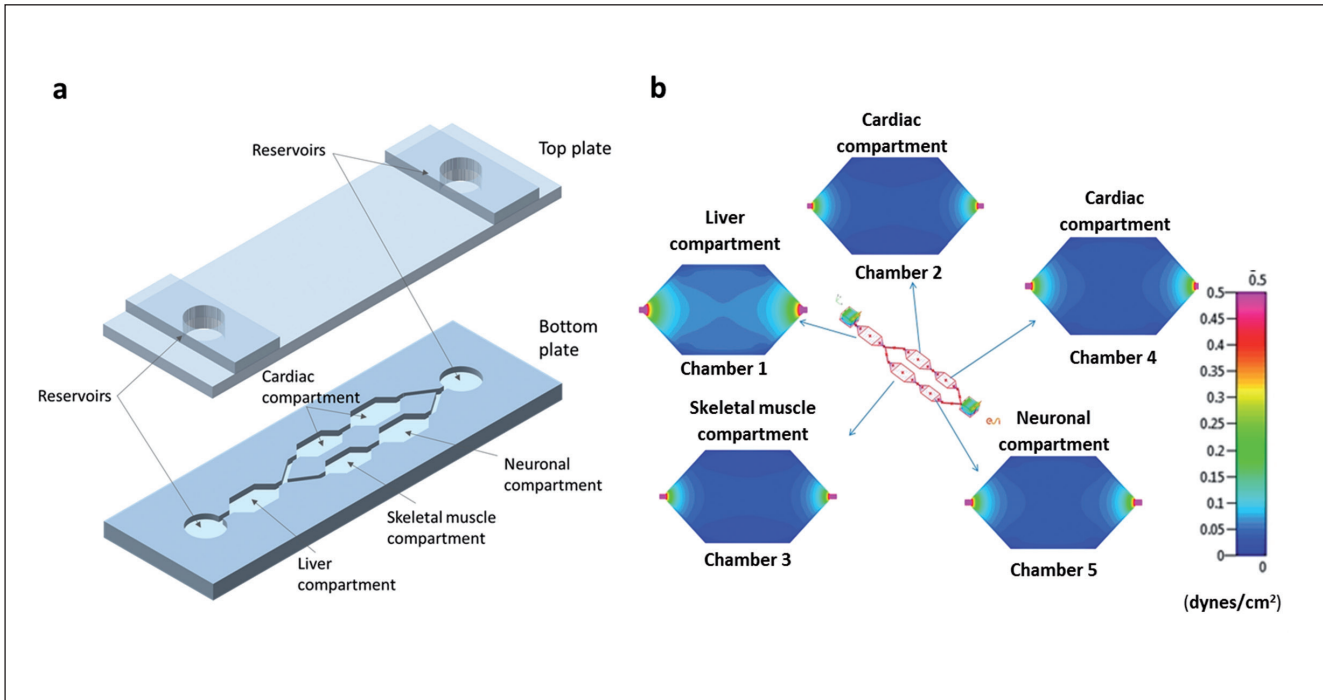 a
Reservoirs
Top plate
Bottom
plate
Cardiac
compartment
Reservoirs
Neuronal
compartment
Skeletal muscle
compartment
Liver
compartment
b
Cardiac
compartment
Chamber 2
Liver
compartment
Chamber 1
Cardiac
compartment
Chamber 4
Skeletal muscle
compartment
Chamber 3
Neuronal
compartment
Chamber 5
0.5
0.5
0.45
0.4
0.35
0.3
0.25
0.2
0.15
0.1
0.05
0
0
(dynes/cm²)